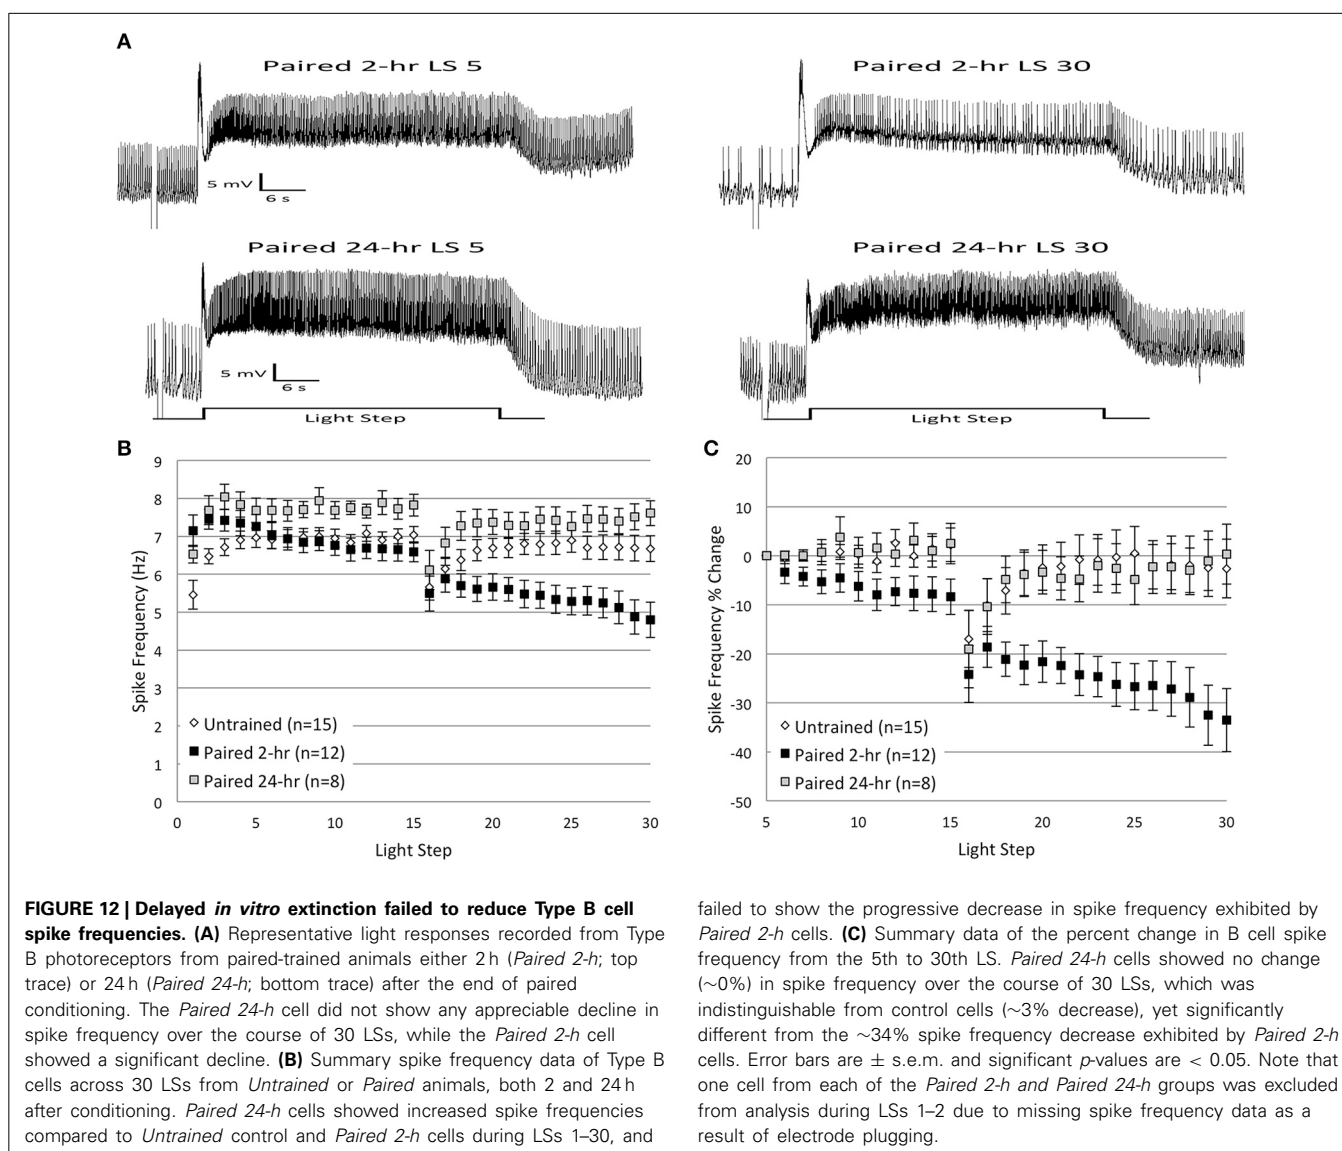 A
Paired 2-hr LS 5
Paired 2-hr LS 30
5 mV
6 s
Paired 24-hr LS 5
Paired 24-hr LS 30
5 mV
6 s
Light Step
Light Step
B
9
8
7
6
5
4
3
2
1
0
Spike Frequency (Hz)
Untrained (n=15)
Paired 2-hr (n=12)
Paired 24-hr (n=8)
0 5 10 15 20 25 30
Light Step
C
20
10
0
-10
-20
-30
-40
-50
Spike Frequency % Change
Untrained (n=15)
Paired 2-hr (n=12)
Paired 24-hr (n=8)
5 10 15 20 25 30
Light Step
FIGURE 12 | Delayed in vitro extinction failed to reduce Type B cell
spike frequencies. (A) Representative light responses recorded from Type
B photoreceptors from paired-trained animals either 2 h (Paired 2-h; top
trace) or 24 h (Paired 24-h; bottom trace) after the end of paired
conditioning. The Paired 24-h cell did not show any appreciable decline in
spike frequency over the course of 30 LSs, while the Paired 2-h cell
showed a significant decline. (B) Summary spike frequency data of Type B
cells across 30 LSs from Untrained or Paired animals, both 2 and 24 h
after conditioning. Paired 24-h cells showed increased spike frequencies
compared to Untrained control and Paired 2-h cells during LSs 1–30, and
failed to show the progressive decrease in spike frequency exhibited by
Paired 2-h cells. (C) Summary data of the percent change in B cell spike
frequency from the 5th to 30th LS. Paired 24-h cells showed no change
(∼0%) in spike frequency over the course of 30 LSs, which was
indistinguishable from control cells (∼3% decrease), yet significantly
different from the ∼34% spike frequency decrease exhibited by Paired 2-h
cells. Error bars are ± s.e.m. and significant p-values are < 0.05. Note that
one cell from each of the Paired 2-h and Paired 24-h groups was excluded
from analysis during LSs 1–2 due to missing spike frequency data as a
result of electrode plugging.